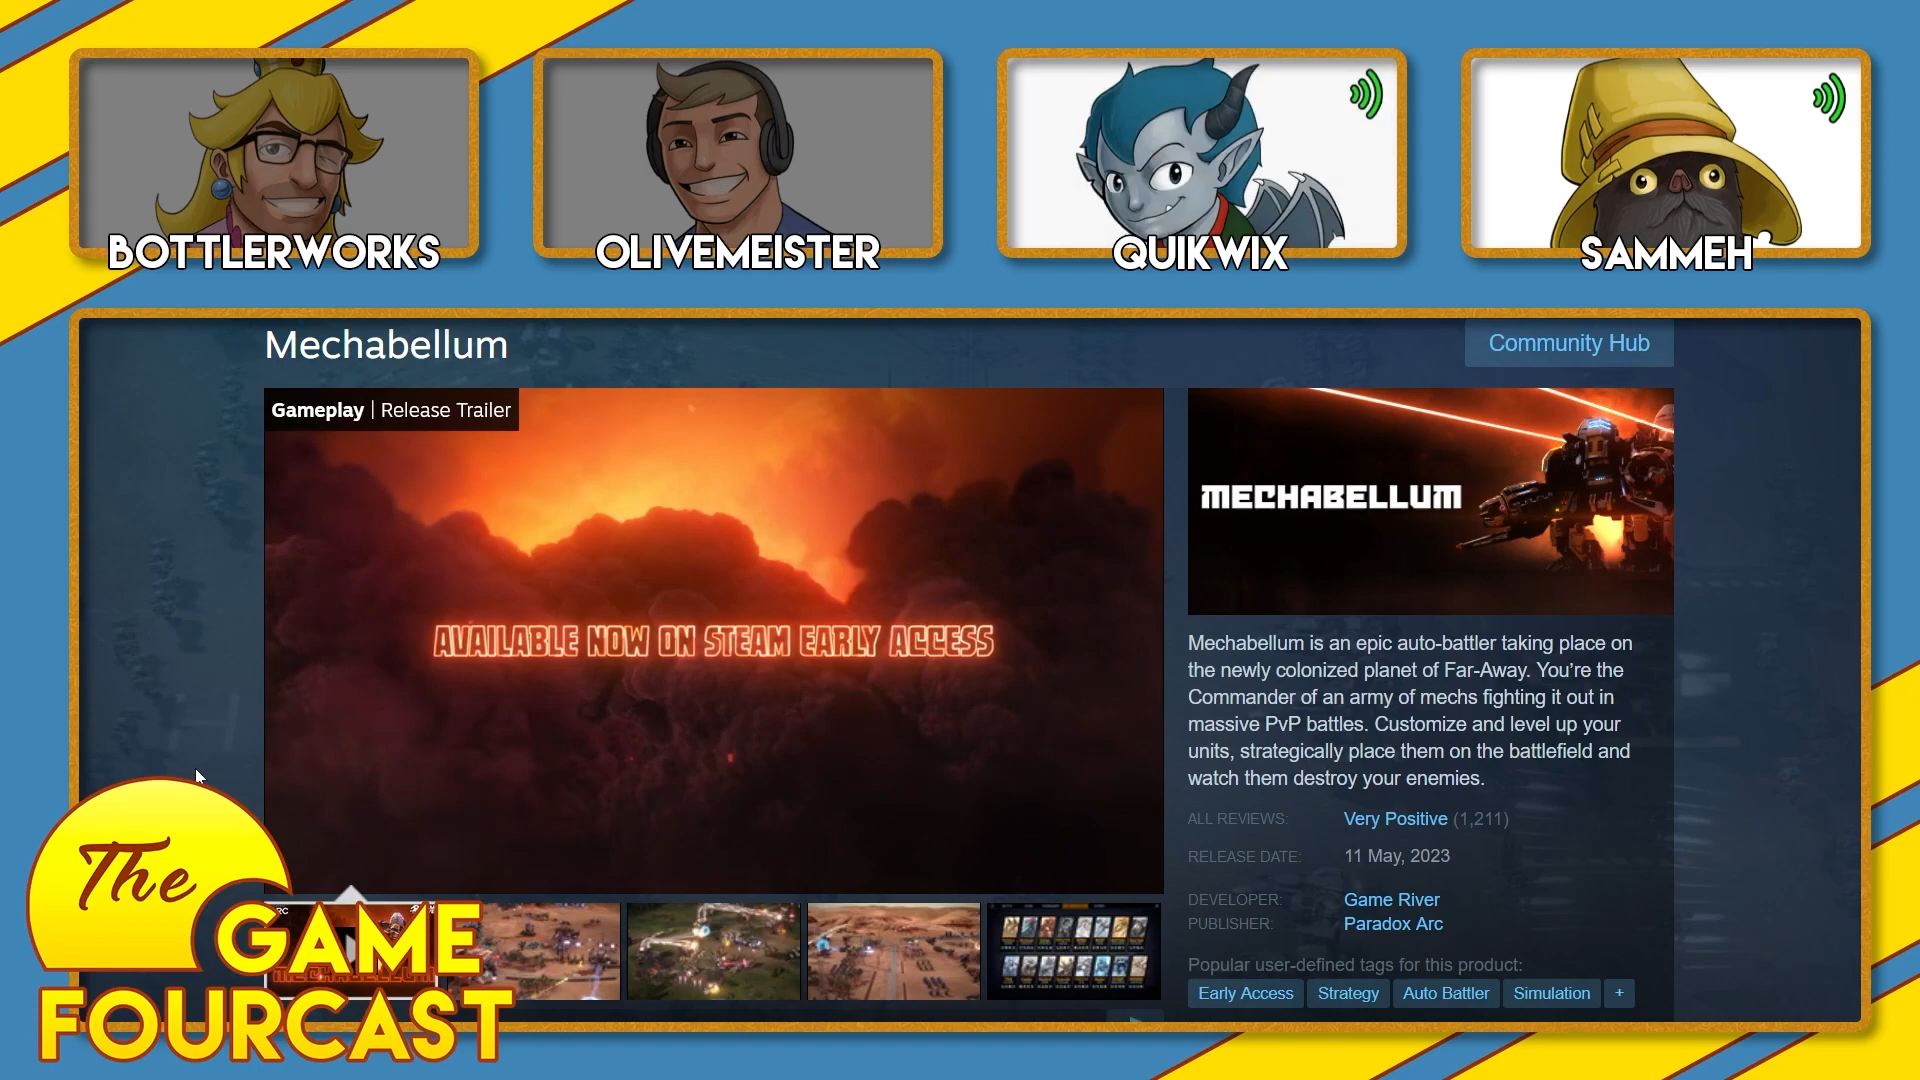 BOTTLERWORKS
OLIVEMEISTER
QUIKWIX
SAMMEH
Mechabellum
Community Hub
Gameplay | Release Trailer
AVAILABLE NOW ON STEAM EARLY ACCESS
MECHABELLUM
Mechabellum is an epic auto-battler taking place on
the newly colonized planet of Far-Away. You’re the
Commander of an army of mechs fighting it out in
massive PvP battles. Customize and level up your
units, strategically place them on the battlefield and
watch them destroy your enemies.
ALL REVIEWS: Very Positive (1,211)
RELEASE DATE: 11 May, 2023
DEVELOPER: Game River
PUBLISHER: Paradox Arc
Popular user-defined tags for this product:
Early Access Strategy Auto Battler Simulation +
The
GAME
FOURCAST